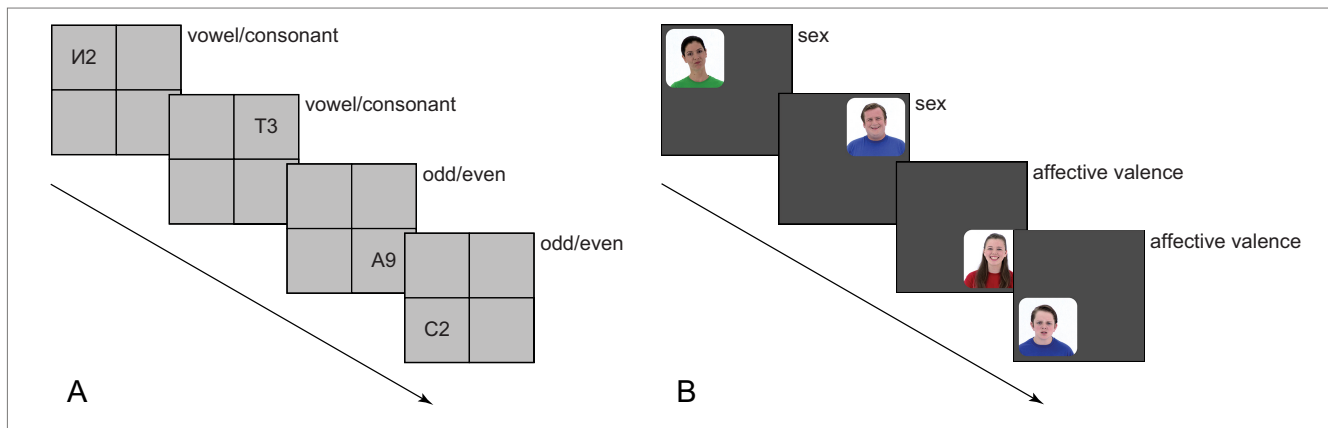 И2
vowel/consonant
T3
vowel/consonant
A9
odd/even
C2
odd/even
A
sex
sex
affective valence
affective valence
B